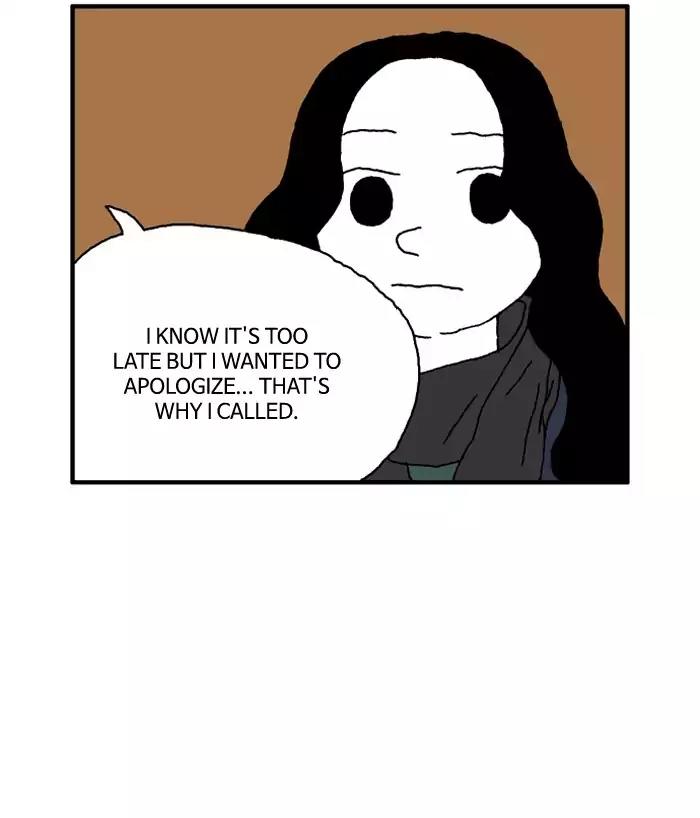 I KNOW IT'S TOO
LATE BUT I WANTED TO
APOLOGIZE... THAT'S
WHY I CALLED.